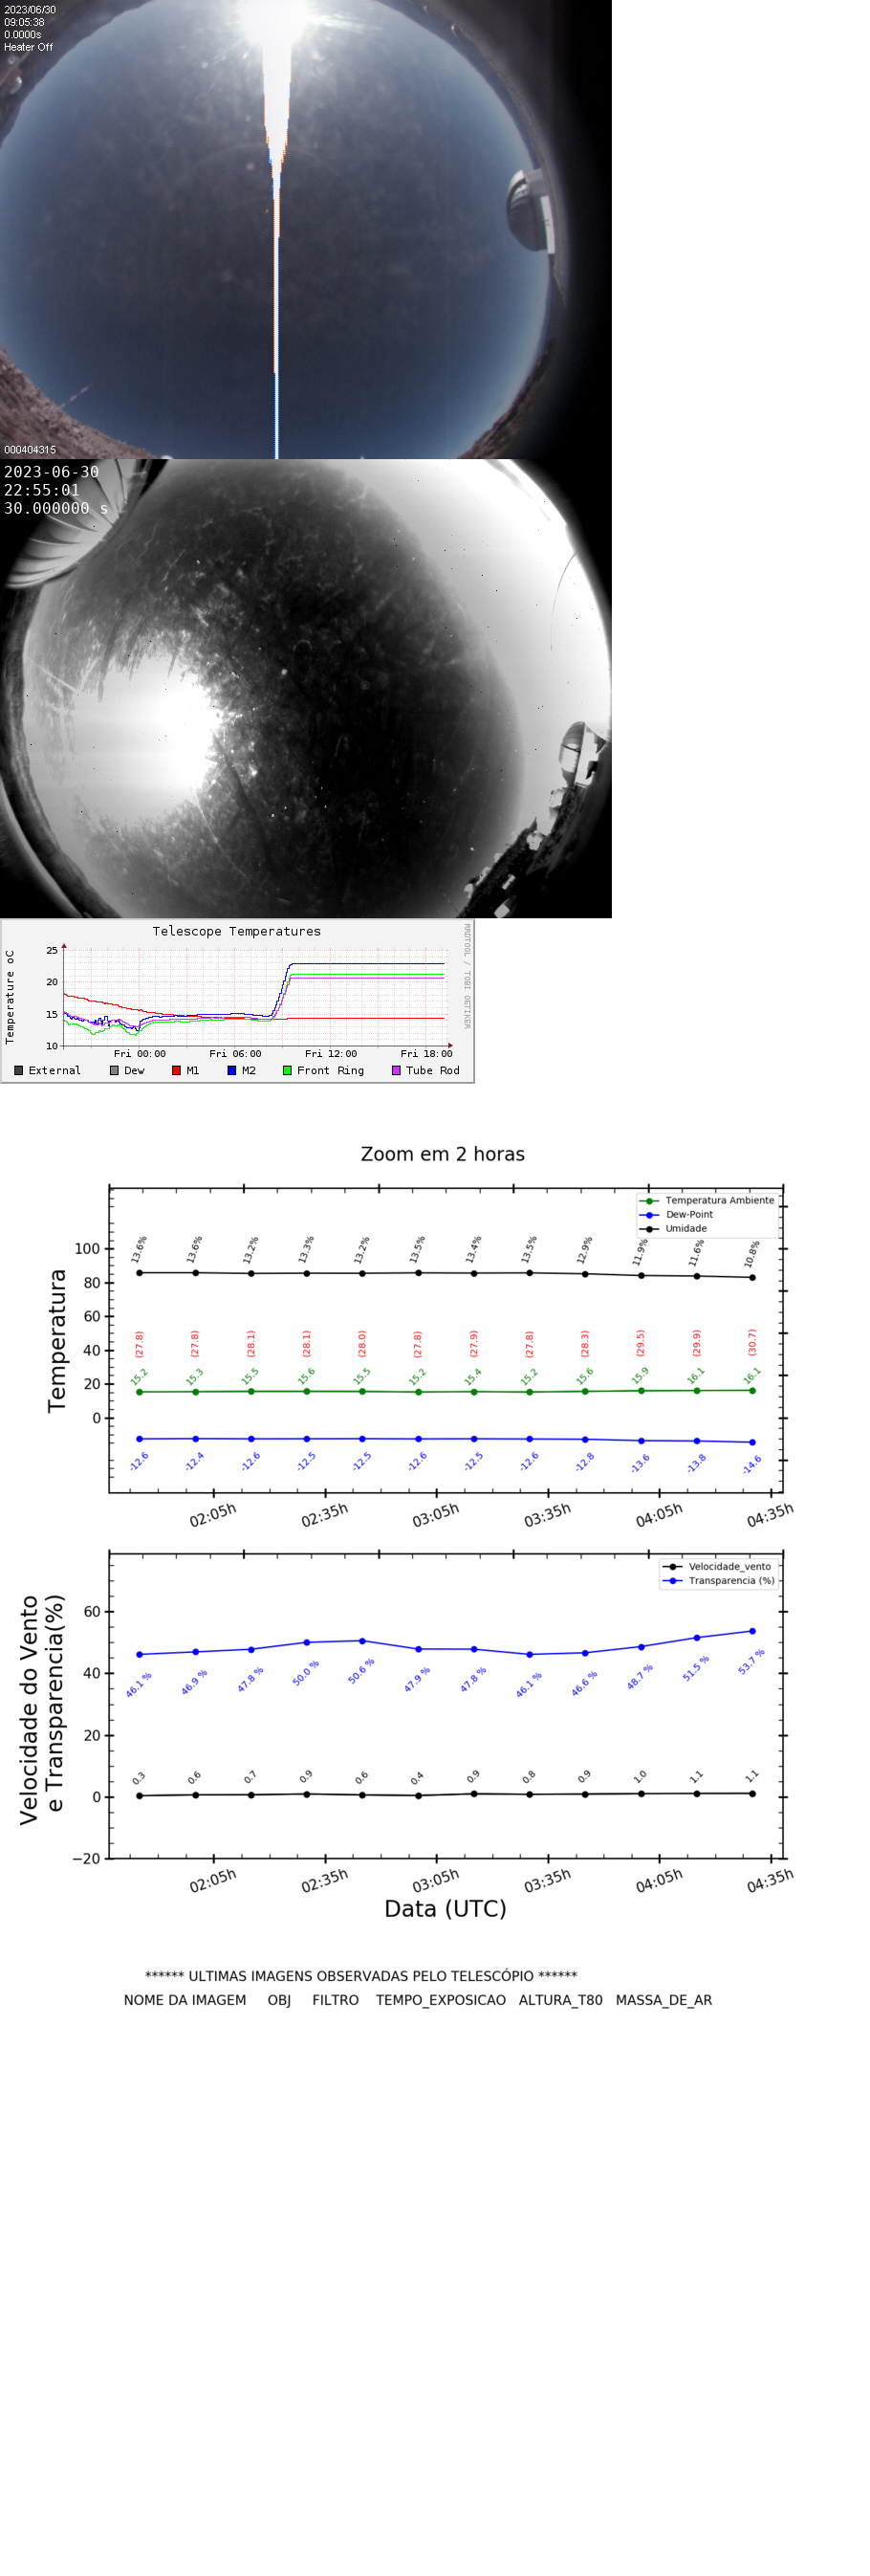 2023/06/30
09:05:38
0.0000s
Heater Off
000404315
2023-06-30
22:55:01
30.000000 s
Telescope Temperatures
RRDTOOL / TOBI OETIKER
Temperature oC
25
20
15
10
Fri 00:00 Fri 06:00 Fri 12:00 Fri 18:00
External Dew M1 M2 Front Ring Tube Rod
Zoom em 2 horas
Temperatura
Temperatura Ambiente
Dew-Point
Umidade
100
80
60
40
20
0
13.6% 13.6% 13.2% 13.3% 13.2% 13.5% 13.4% 13.5% 12.9% 11.9% 11.6% 10.8%
(27.8) (27.8) (28.1) (28.1) (28.0) (27.8) (27.9) (27.8) (28.3) (29.5) (29.9) (30.7)
15.2 15.3 15.5 15.6 15.5 15.2 15.4 15.2 15.6 15.9 16.1 16.1
-12.6 -12.4 -12.6 -12.5 -12.5 -12.6 -12.5 -12.6 -12.8 -13.6 -13.8 -14.6
02:05h 02:35h 03:05h 03:35h 04:05h 04:35h
Velocidade do Vento
e Transparencia(%)
Velocidade_vento
Transparencia (%)
60
40
20
0
−20
46.1 % 46.9 % 47.8 % 50.0 % 50.6 % 47.9 % 47.8 % 46.1 % 46.6 % 48.7 % 51.5 % 53.7 %
0.3 0.6 0.7 0.9 0.6 0.4 0.9 0.8 0.9 1.0 1.1 1.1
02:05h 02:35h 03:05h 03:35h 04:05h 04:35h
Data (UTC)
****** ULTIMAS IMAGENS OBSERVADAS PELO TELESCÓPIO ******
NOME DA IMAGEM OBJ FILTRO TEMPO_EXPOSICAO ALTURA_T80 MASSA_DE_AR